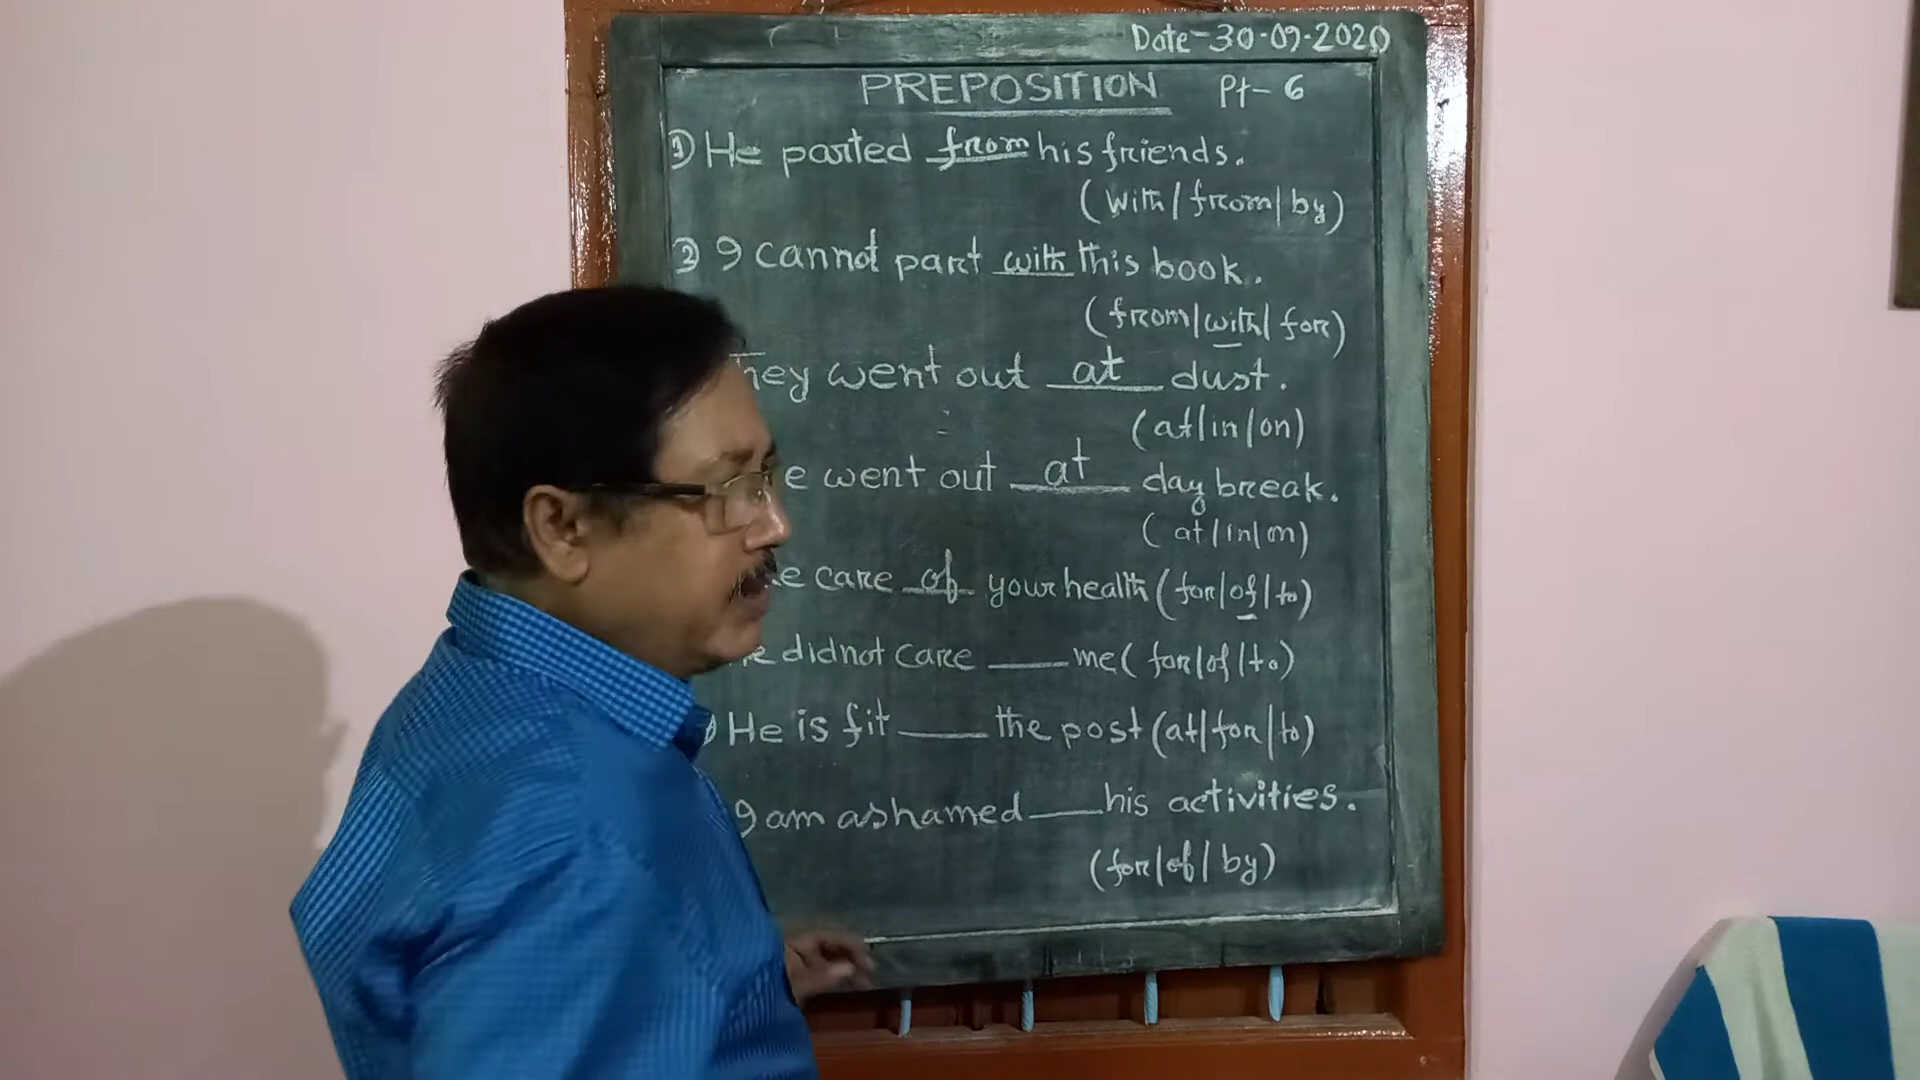 Date-30-09-2020
PREPOSITION Pt-6
1) He parted from his friends.
(with/from/by)
2) I cannot part with this book.
(from/with/for)
They went out at dust.
(at/in/on)
e went out at day break.
(at/in/on)
e care of your health (for/of/to)
e didnot care ___ me (for/of/to)
) He is fit ___ the post (at/for/to)
I am ashamed ___ his activities.
(for/of/by)